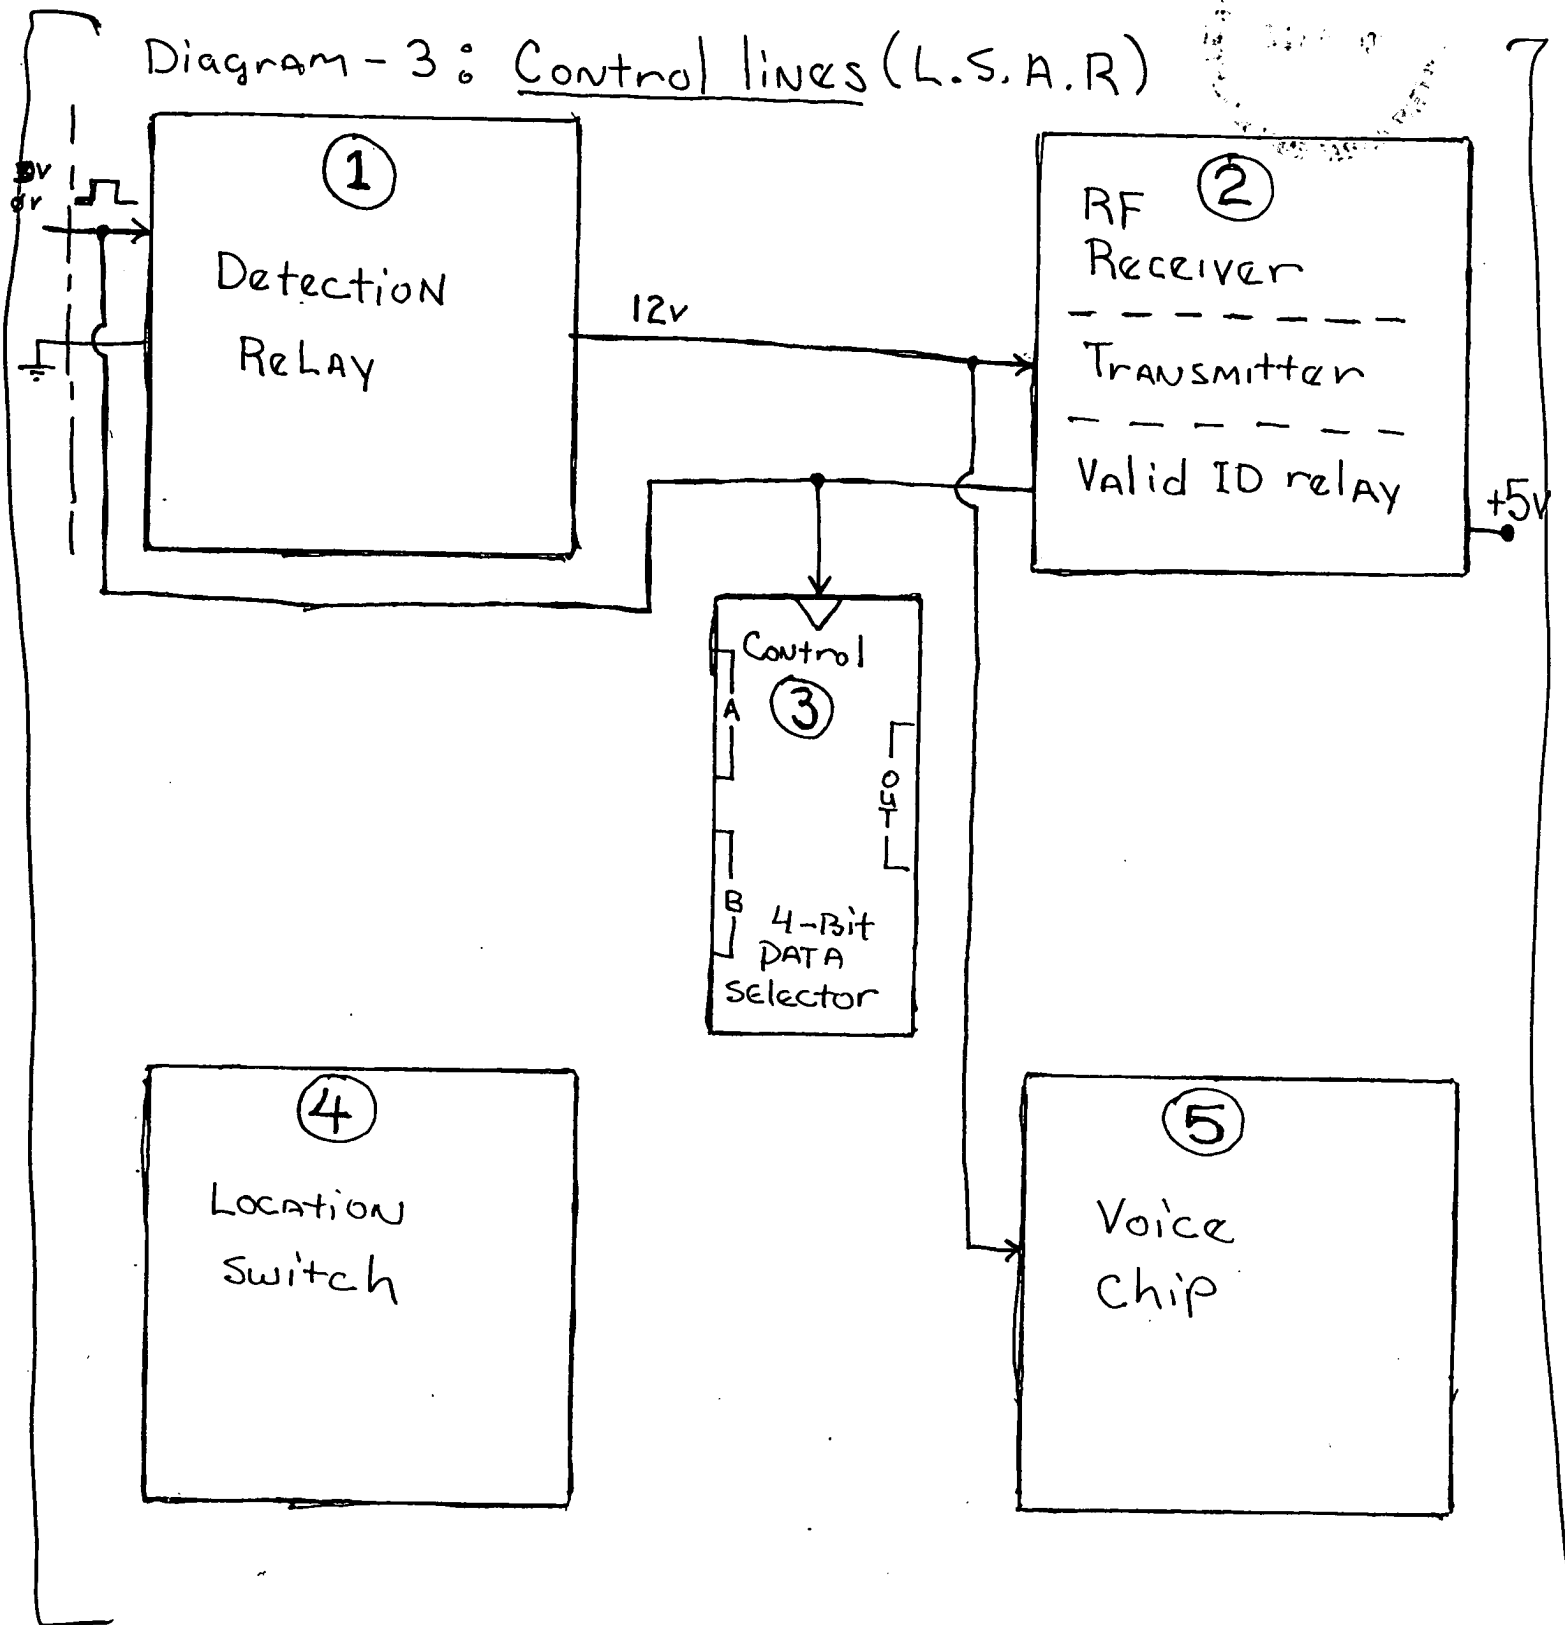 Diagram-3: Control lines (L.S.A.R)
0v
1
Detection
Relay
12v
2
RF
Receiver
Transmitter
Valid ID relay
+5v
Control
3
A
OUT
B
4-Bit
DATA
Selector
4
Location
Switch
5
Voice
Chip